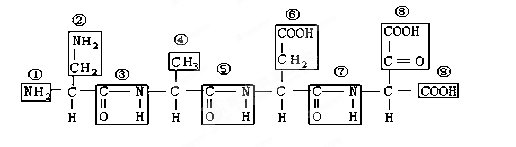 ② ⑥ ⑧
NH₂ COOH COOH
① CH₂ ③ ④ CH₃ ⑤ CH₂ ⑦ C = O ⑨
NH₂ — C — C — N — C — C — N — C — C — N — C — COOH
H O H H O H H O H H